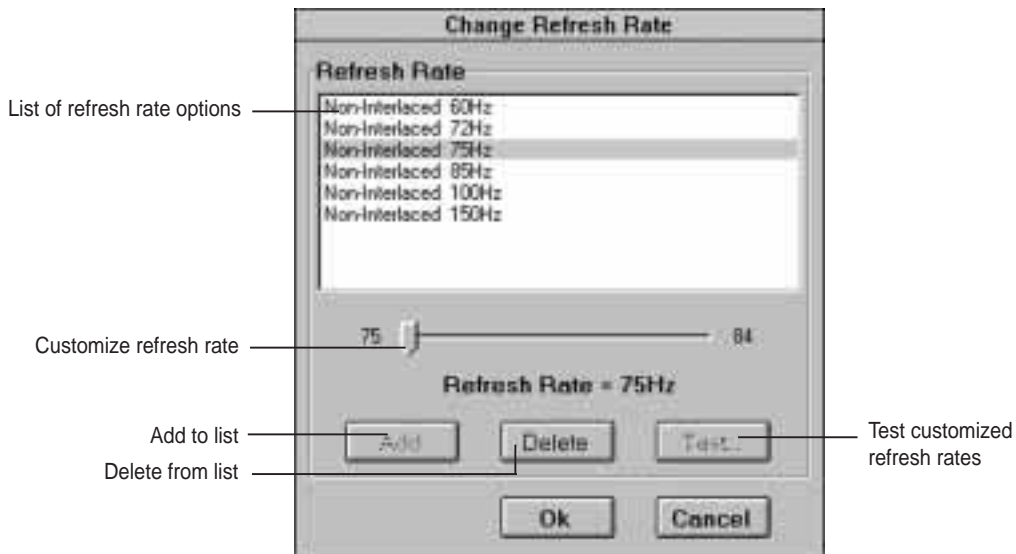 Change Refresh Rate
Refresh Rate
List of refresh rate options
Non-Interlaced 60Hz
Non-Interlaced 72Hz
Non-Interlaced 75Hz
Non-Interlaced 85Hz
Non-Interlaced 100Hz
Non-Interlaced 150Hz
75
84
Customize refresh rate
Refresh Rate = 75Hz
Add to list
Add
Delete
Test...
Test customized
refresh rates
Delete from list
Ok
Cancel